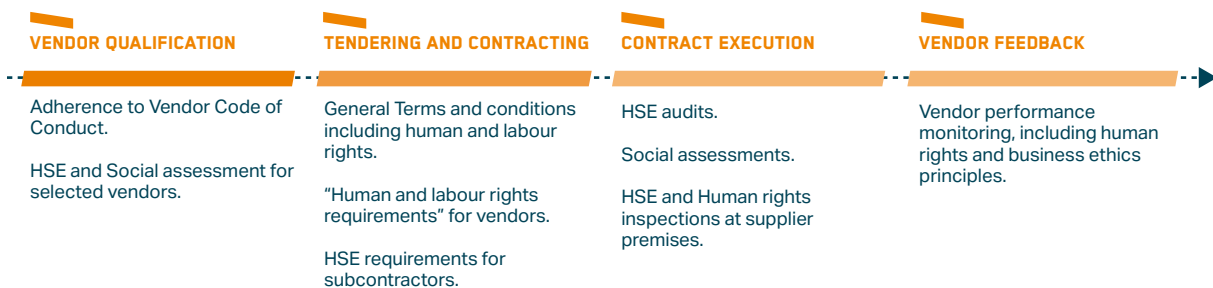 VENDOR QUALIFICATION
Adherence to Vendor Code of
Conduct.
HSE and Social assessment for
selected vendors.
TENDERING AND CONTRACTING
General Terms and conditions
including human and labour
rights.
“Human and labour rights
requirements” for vendors.
HSE requirements for
subcontractors.
CONTRACT EXECUTION
HSE audits.
Social assessments.
HSE and Human rights
inspections at supplier
premises.
VENDOR FEEDBACK
Vendor performance
monitoring, including human
rights and business ethics
principles.